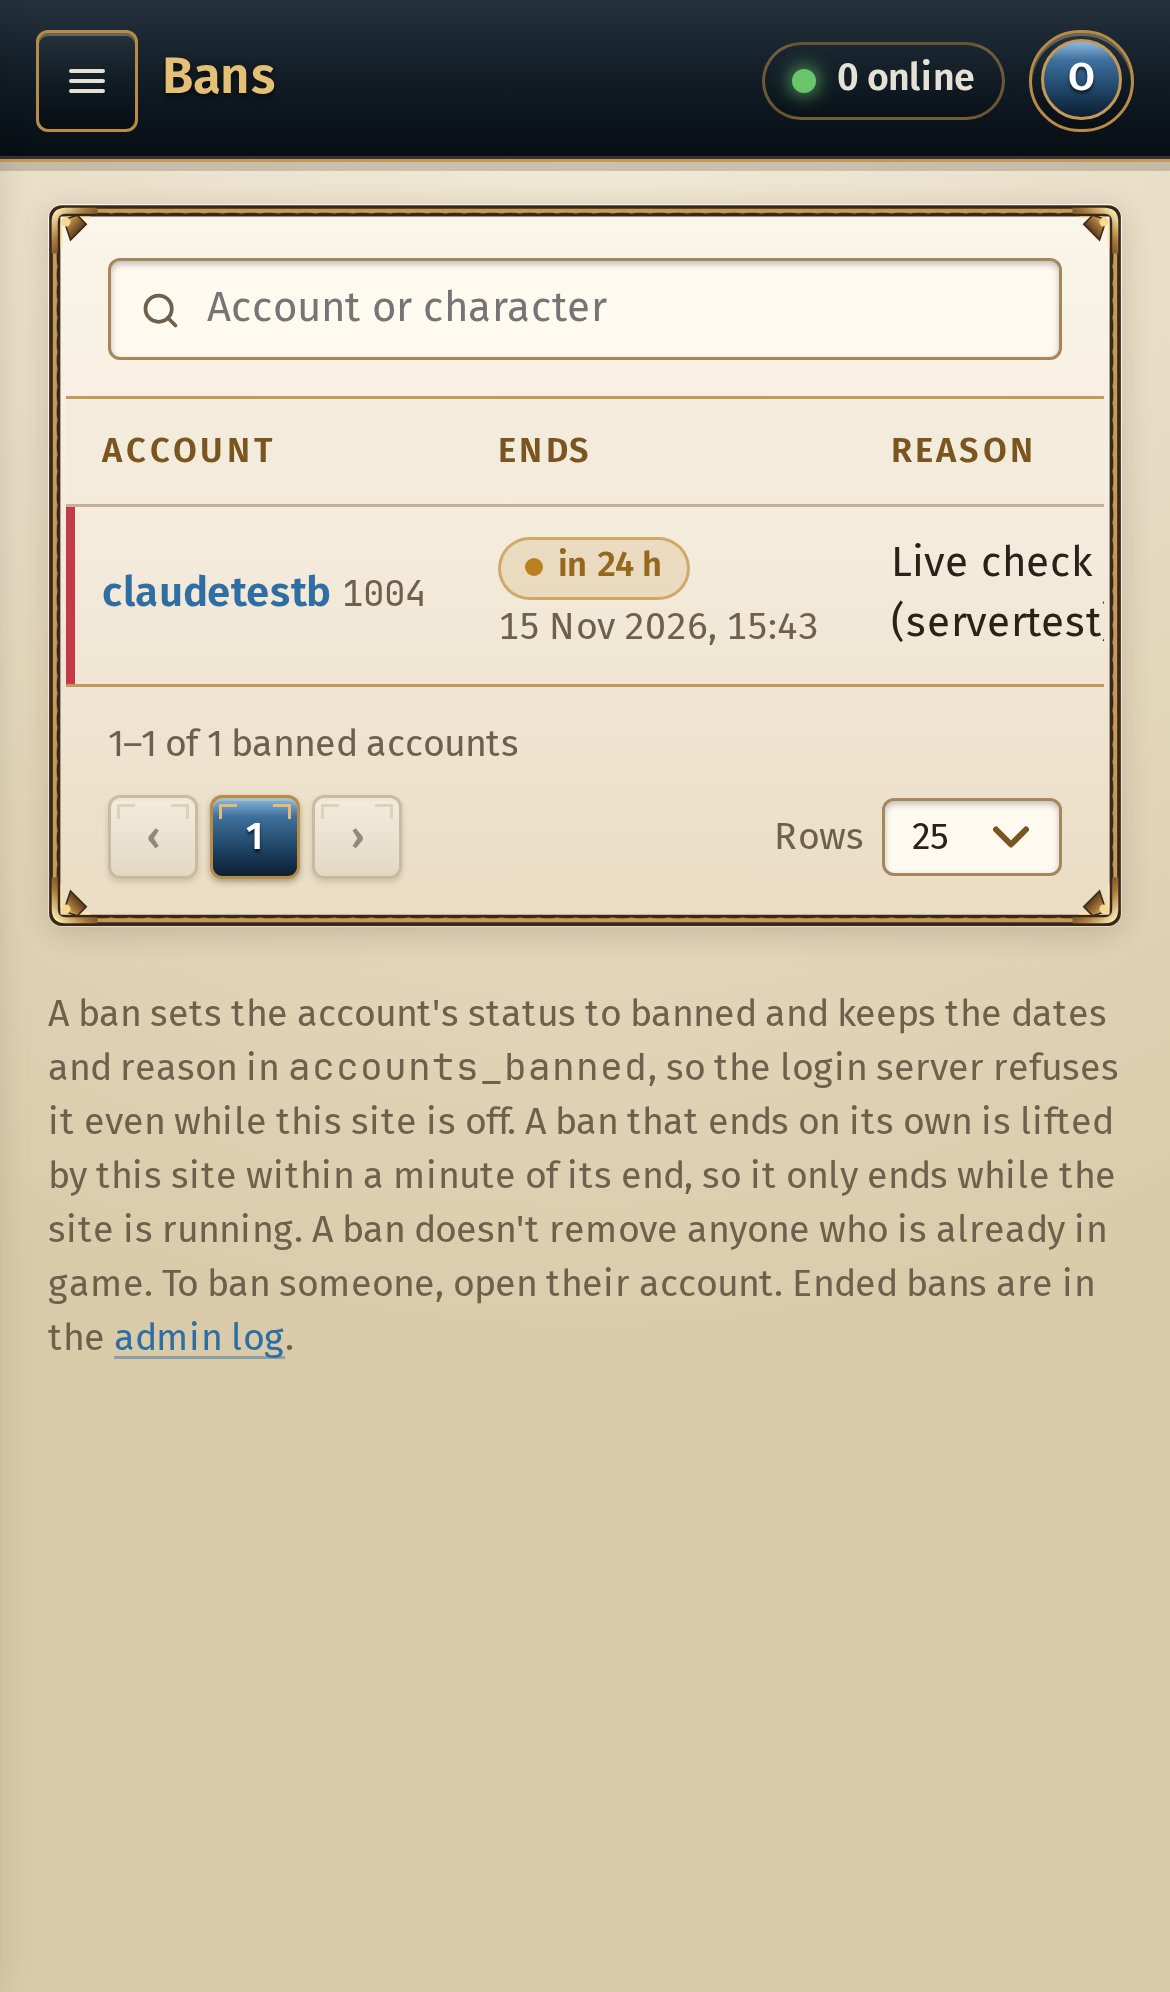 Bans
0 online
O
Account or character
ACCOUNT ENDS REASON
claudetestb 1004
in 24 h
15 Nov 2026, 15:43
Live check
(servertest)
1–1 of 1 banned accounts
‹ 1 › Rows 25
A ban sets the account's status to banned and keeps the dates
and reason in accounts_banned, so the login server refuses
it even while this site is off. A ban that ends on its own is lifted
by this site within a minute of its end, so it only ends while the
site is running. A ban doesn't remove anyone who is already in
game. To ban someone, open their account. Ended bans are in
the admin log.